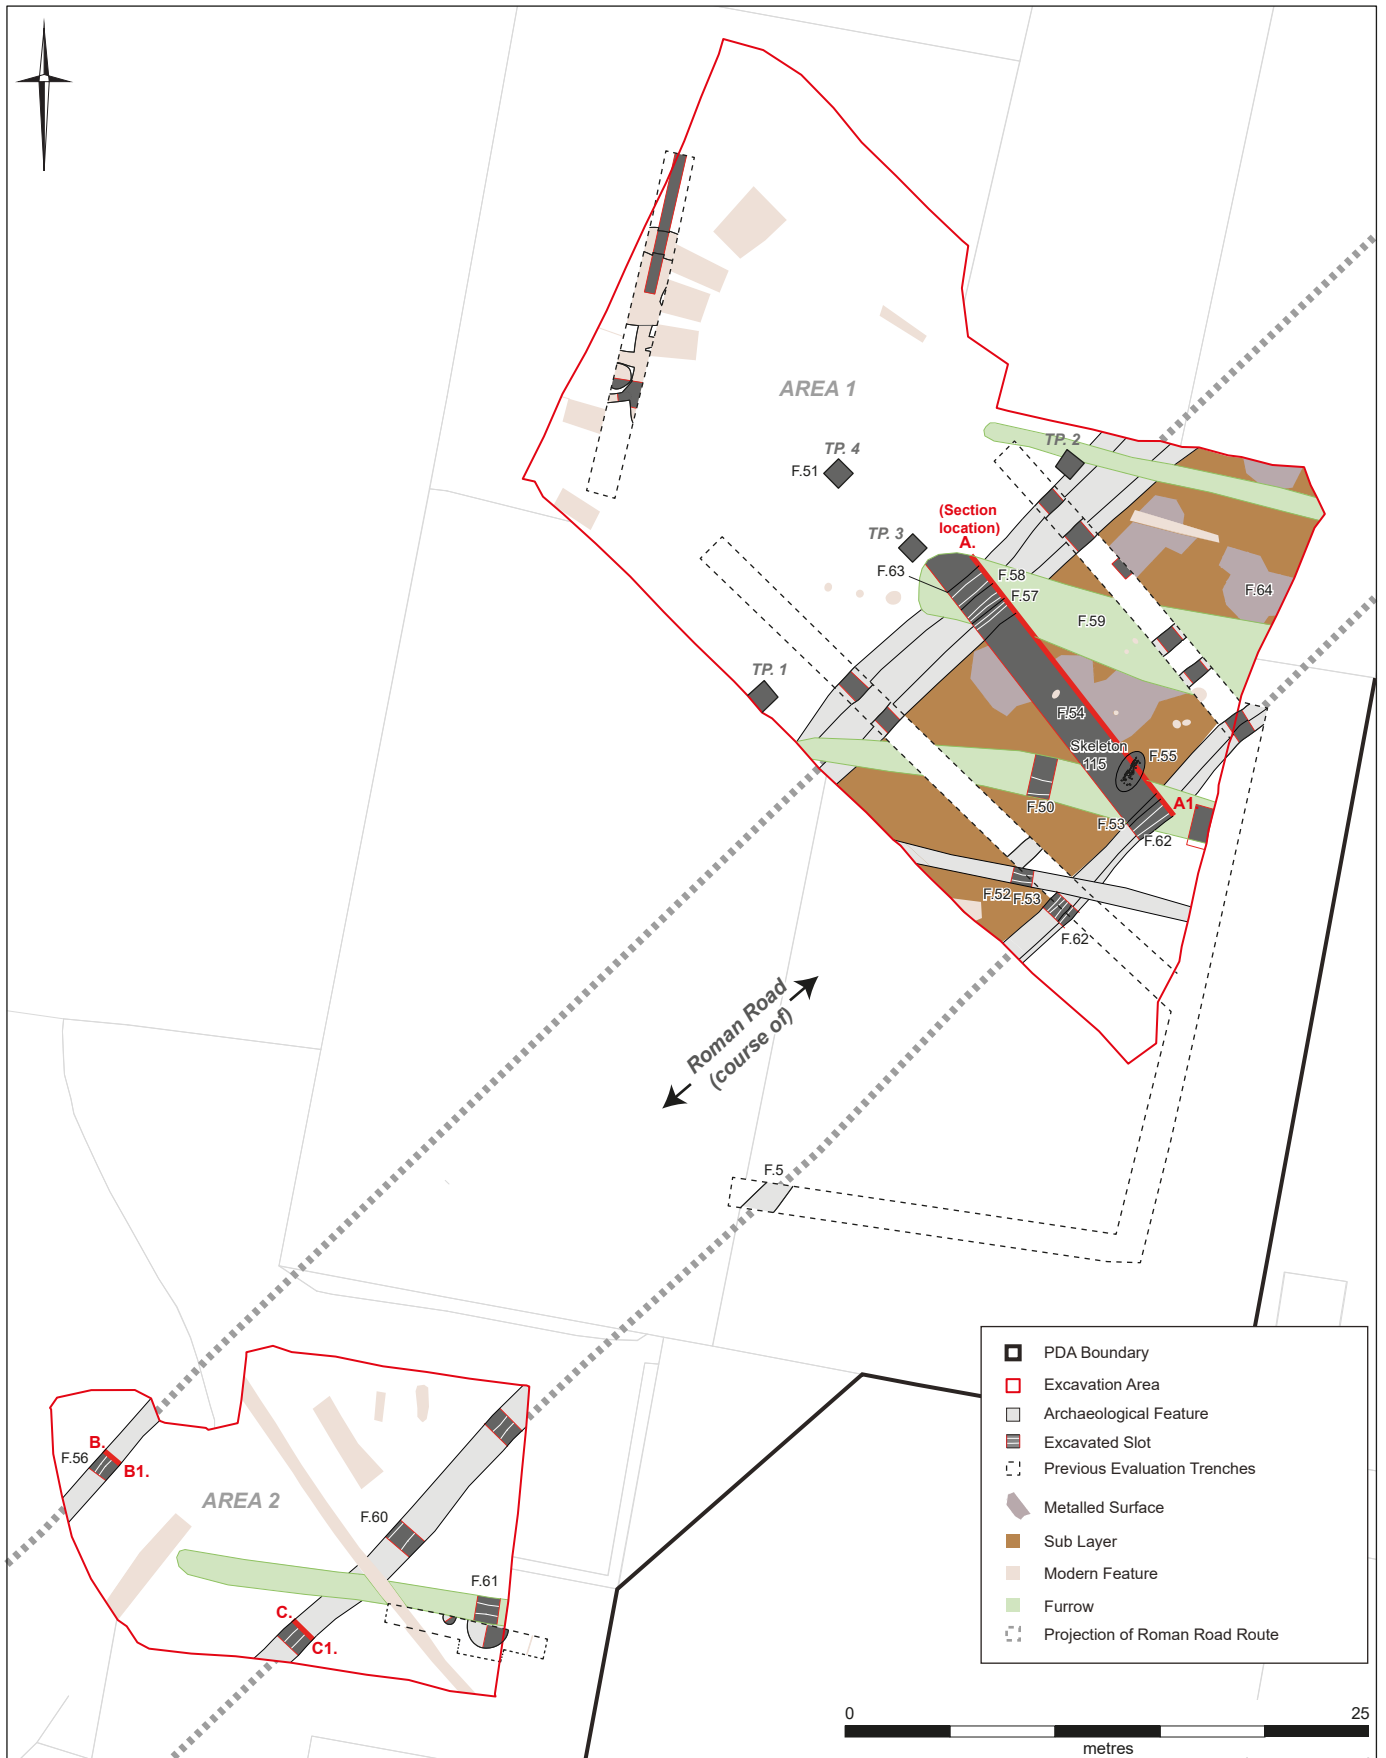 AREA 1
TP. 2
TP. 4
F.51
(Section
location)
A.
TP. 3
F.63
F.58
F.57
F.64
F.59
TP. 1
F.54
Skeleton
115
F.55
F.50
A1.
F.53
F.62
F.52
F.53
F.62
Roman Road
(course of)
F.5
B.
F.56
B1.
AREA 2
F.60
F.61
C.
C1.
PDA Boundary
Excavation Area
Archaeological Feature
Excavated Slot
Previous Evaluation Trenches
Metalled Surface
Sub Layer
Modern Feature
Furrow
Projection of Roman Road Route
0
25
metres